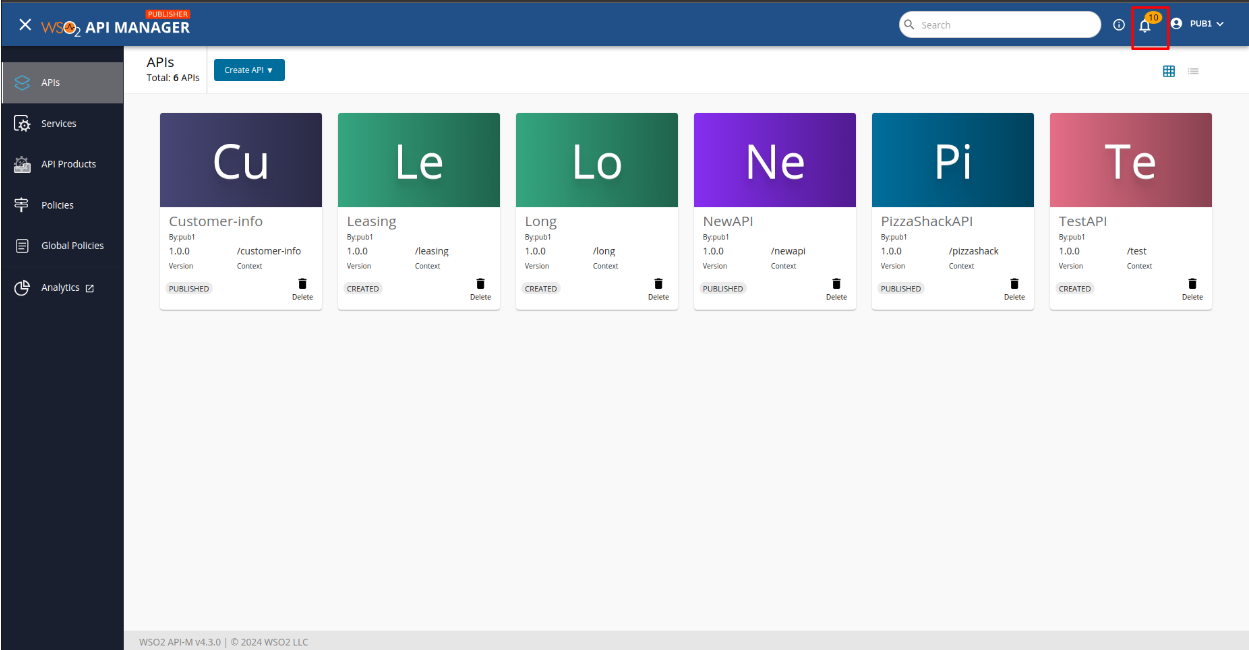 PUBLISHER
WSO2 API MANAGER
Search
10
PUB1
APIs
Services
API Products
Policies
Global Policies
Analytics
APIs
Total: 6 APIs
Create API ▼
Cu
Customer-info
By:pub1
1.0.0 /customer-info
Version Context
PUBLISHED
Delete
Le
Leasing
By:pub1
1.0.0 /leasing
Version Context
CREATED
Delete
Lo
Long
By:pub1
1.0.0 /long
Version Context
CREATED
Delete
Ne
NewAPI
By:pub1
1.0.0 /newapi
Version Context
PUBLISHED
Delete
Pi
PizzaShackAPI
By:pub1
1.0.0 /pizzashack
Version Context
PUBLISHED
Delete
Te
TestAPI
By:pub1
1.0.0 /test
Version Context
CREATED
Delete
WSO2 API-M v4.3.0 | © 2024 WSO2 LLC